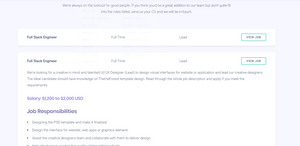 We're always on the lookout for good people. If you think you'd be a great addition to our team but don't quite fit
into the roles listed, send us your CV and we will be in touch.
Full Stack Engineer Full Time Lead VIEW JOB
Full Stack Engineer Full Time Lead VIEW JOB
We're looking for a creative in mind and talented UI/UX Designer (Lead) to design visual interfaces for website or application and lead our creative designers.
The ideal candidate should have knowledge on ThemeForest template design. Read through the whole job description and apply if you meet the
requirements.
Salary: $1,200 to $2,500 USD
Job Responsibilities
Designing the PSD template and make it finalized.
Design the interface for website, web apps or graphics element.
Assist the creative designers team and collaborate with them to deliver design.